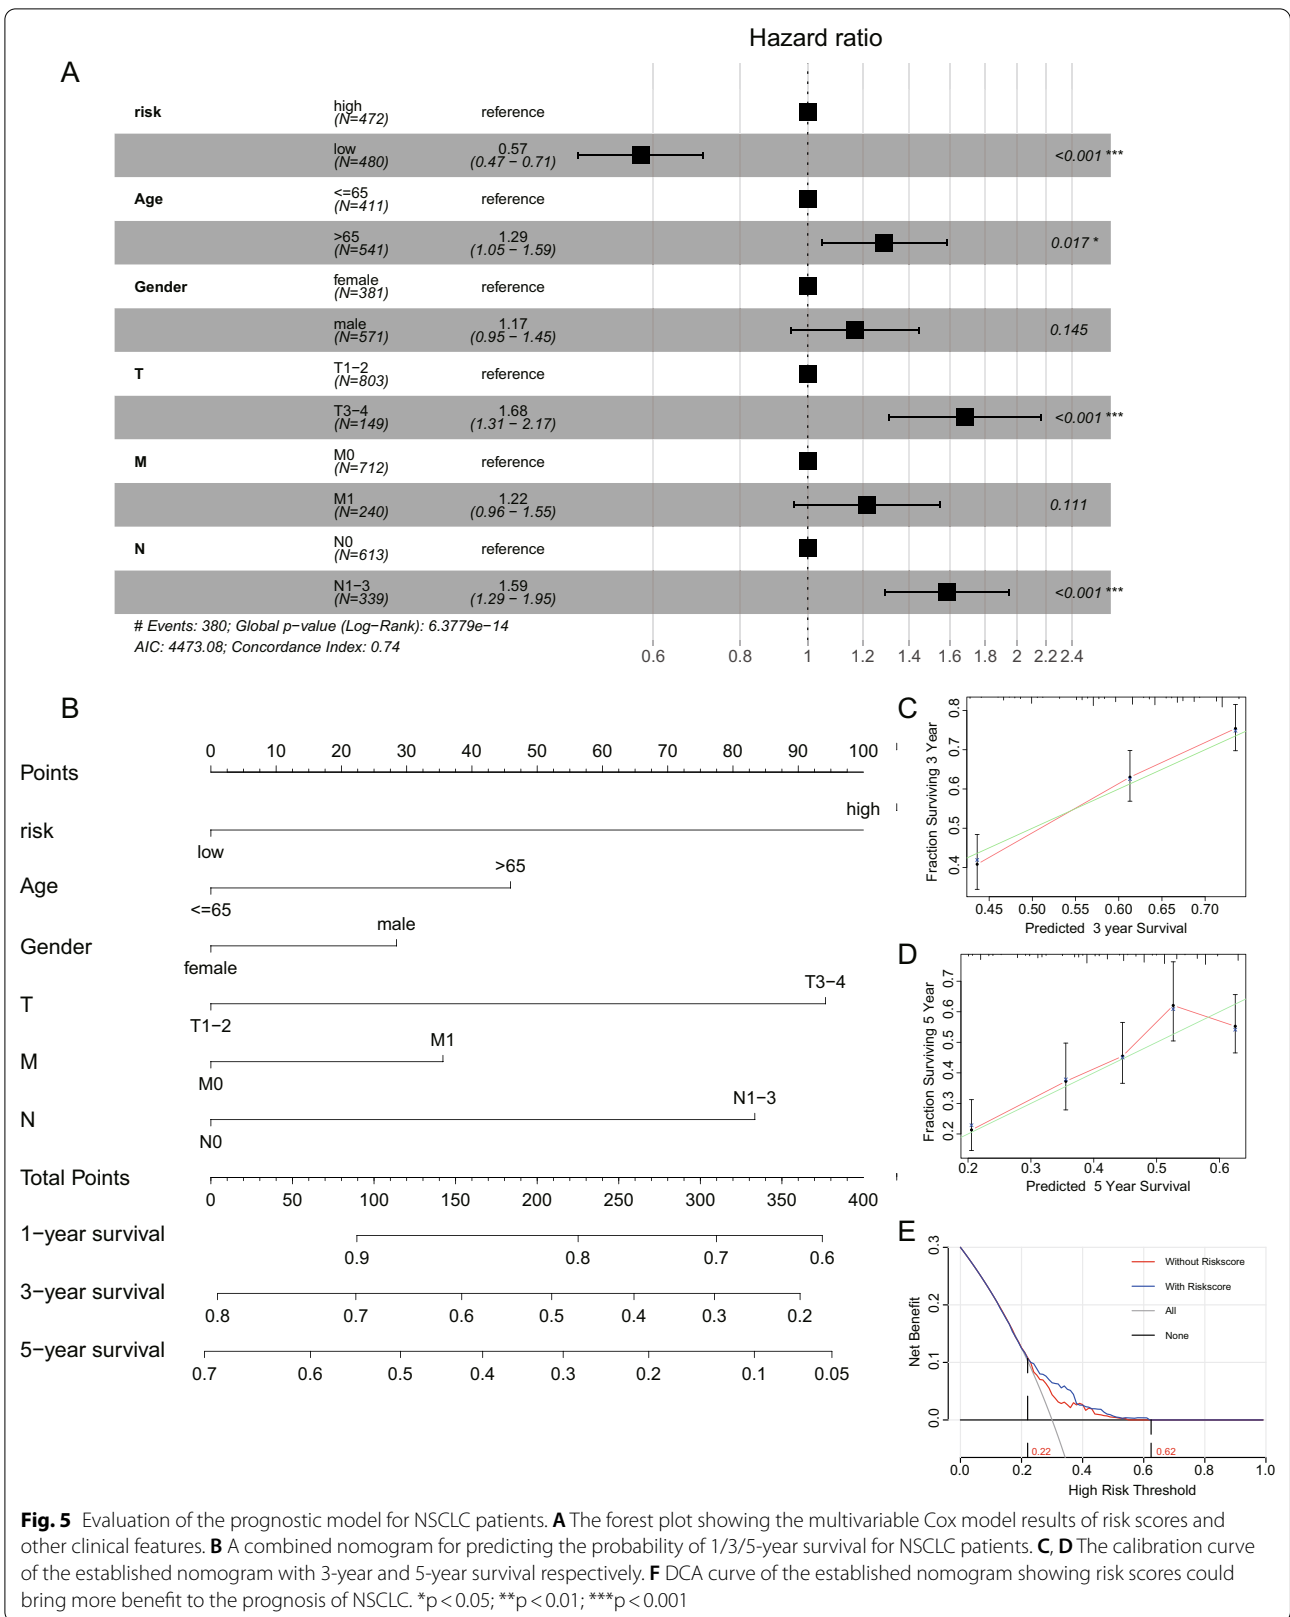 Hazard ratio
A
risk high (N=472) reference
low (N=480) 0.57 (0.47 − 0.71) <0.001 ***
Age <=65 (N=411) reference
>65 (N=541) 1.29 (1.05 − 1.59) 0.017 *
Gender female (N=381) reference
male (N=571) 1.17 (0.95 − 1.45) 0.145
T T1−2 (N=803) reference
T3−4 (N=149) 1.68 (1.31 − 2.17) <0.001 ***
M M0 (N=712) reference
M1 (N=240) 1.22 (0.96 − 1.55) 0.111
N N0 (N=613) reference
N1−3 (N=339) 1.59 (1.29 − 1.95) <0.001 ***
# Events: 380; Global p−value (Log−Rank): 6.3779e−14
AIC: 4473.08; Concordance Index: 0.74
0.6 0.8 1 1.2 1.4 1.6 1.8 2 2.2 2.4
B
0 10 20 30 40 50 60 70 80 90 100
Points
high
risk
low
>65
Age
<=65
male
Gender
female
T3−4
T
T1−2
M1
M
M0
N1−3
N
N0
Total Points
0 50 100 150 200 250 300 350 400
1−year survival
0.9 0.8 0.7 0.6
3−year survival
0.8 0.7 0.6 0.5 0.4 0.3 0.2
5−year survival
0.7 0.6 0.5 0.4 0.3 0.2 0.1 0.05
C
Fraction Surviving 3 Year
0.4 0.5 0.6 0.7 0.8
0.45 0.50 0.55 0.60 0.65 0.70
Predicted 3 year Survival
D
Fraction Surviving 5 Year
0.2 0.3 0.4 0.5 0.6 0.7
0.2 0.3 0.4 0.5 0.6
Predicted 5 Year Survival
E
Net Benefit
0.0 0.1 0.2 0.3
Without Riskscore
With Riskscore
All
None
0.22 0.62
0.0 0.2 0.4 0.6 0.8 1.0
High Risk Threshold
Fig. 5 Evaluation of the prognostic model for NSCLC patients. A The forest plot showing the multivariable Cox model results of risk scores and
other clinical features. B A combined nomogram for predicting the probability of 1/3/5-year survival for NSCLC patients. C, D The calibration curve
of the established nomogram with 3-year and 5-year survival respectively. F DCA curve of the established nomogram showing risk scores could
bring more benefit to the prognosis of NSCLC. *p < 0.05; **p < 0.01; ***p < 0.001